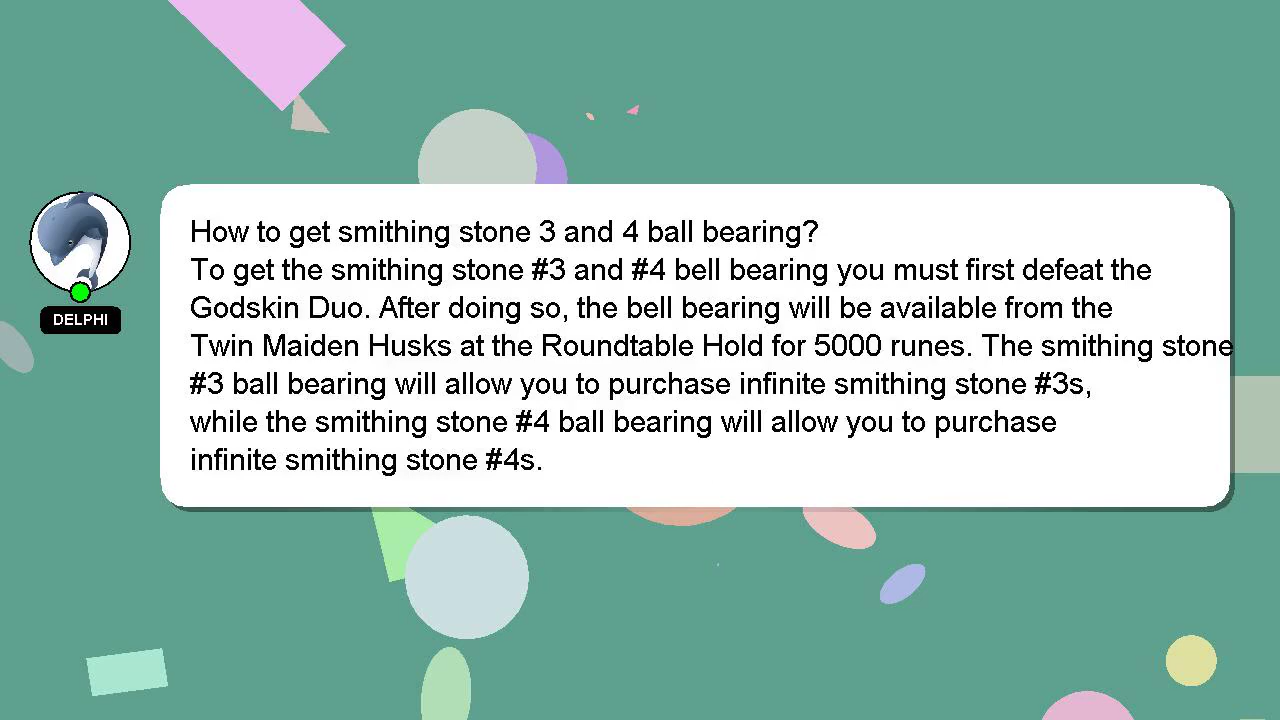 How to get smithing stone 3 and 4 ball bearing?
To get the smithing stone #3 and #4 bell bearing you must first defeat the
Godskin Duo. After doing so, the bell bearing will be available from the
Twin Maiden Husks at the Roundtable Hold for 5000 runes. The smithing stone
#3 ball bearing will allow you to purchase infinite smithing stone #3s,
while the smithing stone #4 ball bearing will allow you to purchase
infinite smithing stone #4s.
DELPHI